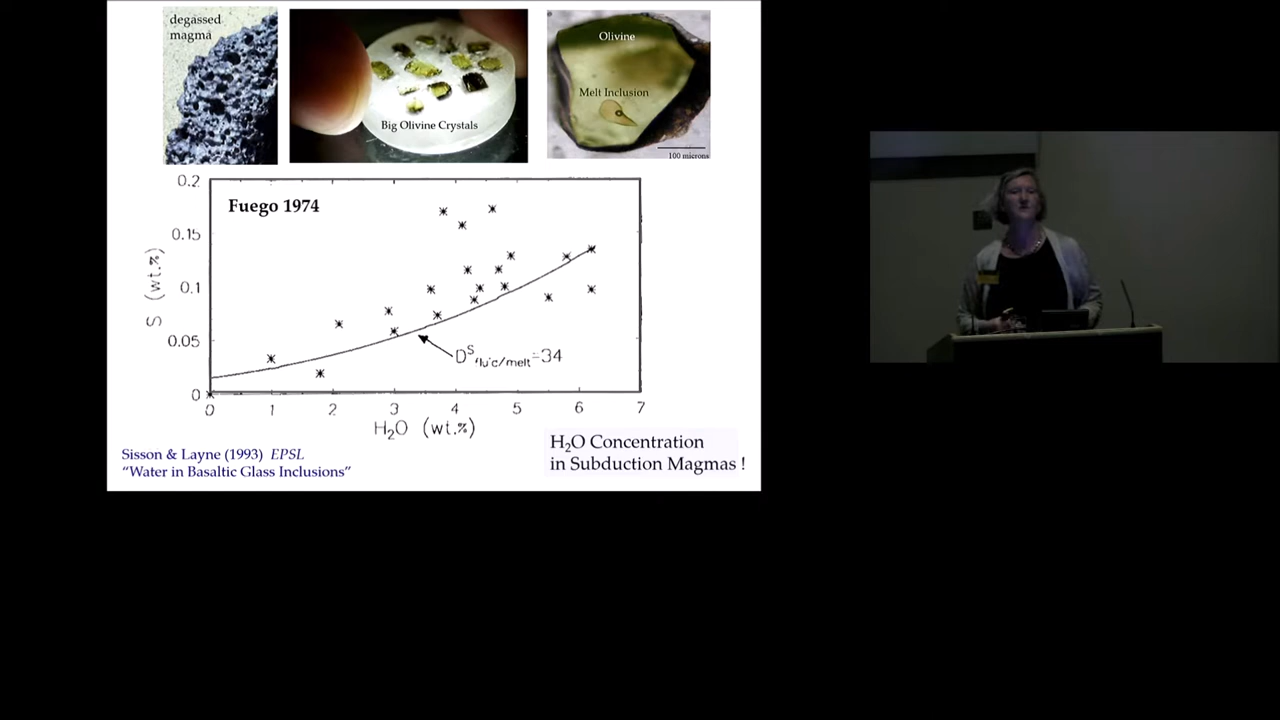 degassed
magma
Big Olivine Crystals
Olivine
Melt Inclusion
100 microns
Fuego 1974
0.2
0.15
0.1
0.05
0
S (wt.%)
0 1 2 3 4 5 6 7
H₂O (wt.%)
Dˢ =34
Sisson & Layne (1993) EPSL
“Water in Basaltic Glass Inclusions”
H₂O Concentration
in Subduction Magmas !